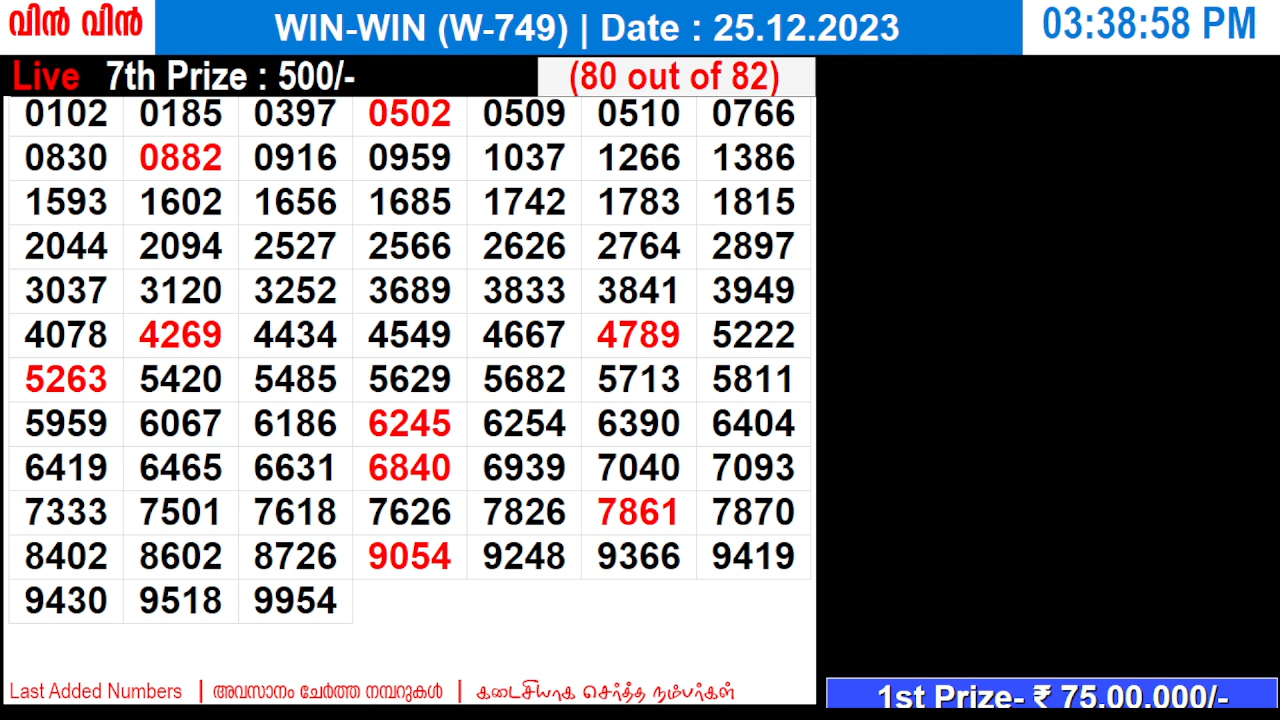 വിൻ വിൻ WIN-WIN (W-749) | Date : 25.12.2023 03:38:58 PM
Live 7th Prize : 500/- (80 out of 82)
0102 0185 0397 0502 0509 0510 0766
0830 0882 0916 0959 1037 1266 1386
1593 1602 1656 1685 1742 1783 1815
2044 2094 2527 2566 2626 2764 2897
3037 3120 3252 3689 3833 3841 3949
4078 4269 4434 4549 4667 4789 5222
5263 5420 5485 5629 5682 5713 5811
5959 6067 6186 6245 6254 6390 6404
6419 6465 6631 6840 6939 7040 7093
7333 7501 7618 7626 7826 7861 7870
8402 8602 8726 9054 9248 9366 9419
9430 9518 9954
Last Added Numbers | അവസാനം ചേർത്ത നമ്പറുകൾ | கடைசியாக சேர்த்த நம்பர்கள்
1st Prize- ₹ 75,00,000/-